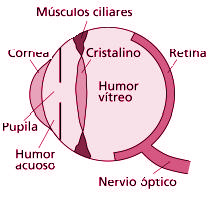 Músculos ciliares
Córnea
Cristalino
Retina
Humor
vítreo
Pupila
Humor
acuoso
Nervio óptico